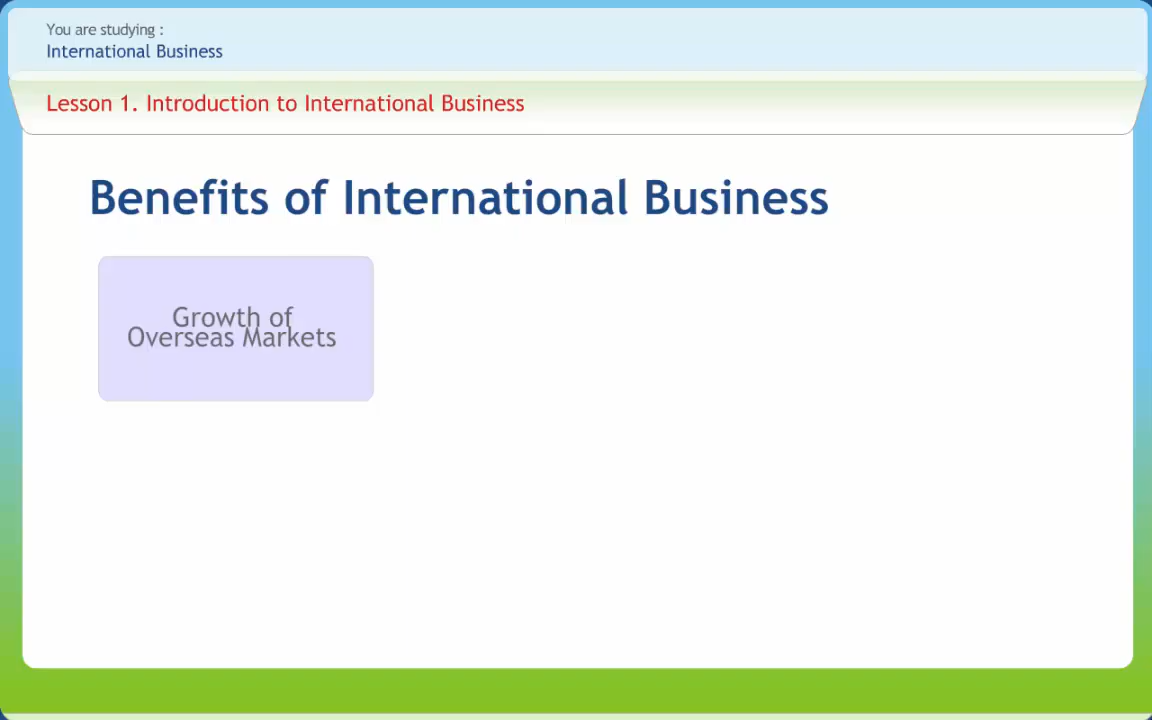 You are studying :
International Business
Lesson 1. Introduction to International Business
Benefits of International Business
Growth of
Overseas Markets